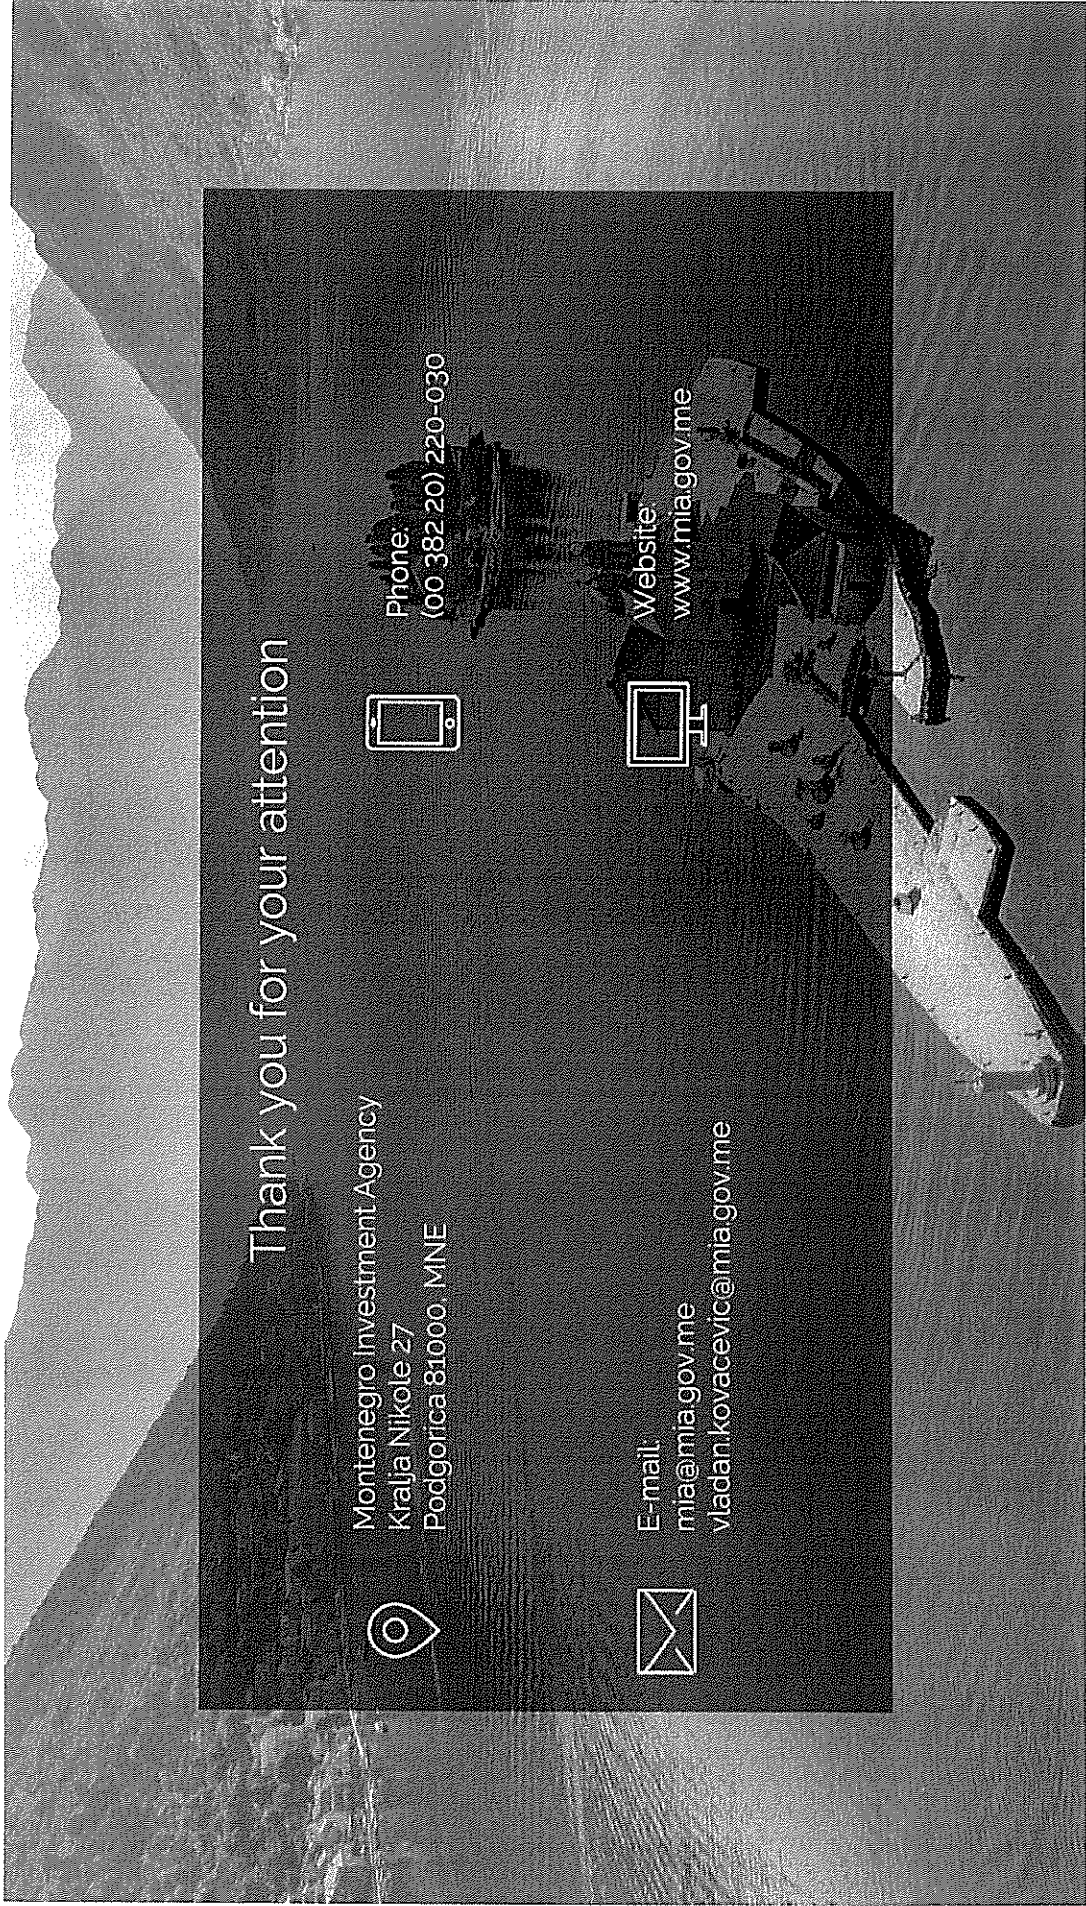 Thank you for your attention
Montenegro Investment Agency
Kralja Nikole 27
Podgorica 81000, MNE
Phone:
(00 382 20) 220-030
E-mail:
mia@mia.gov.me
vladan.kovacevic@mia.gov.me
Website:
www.mia.gov.me